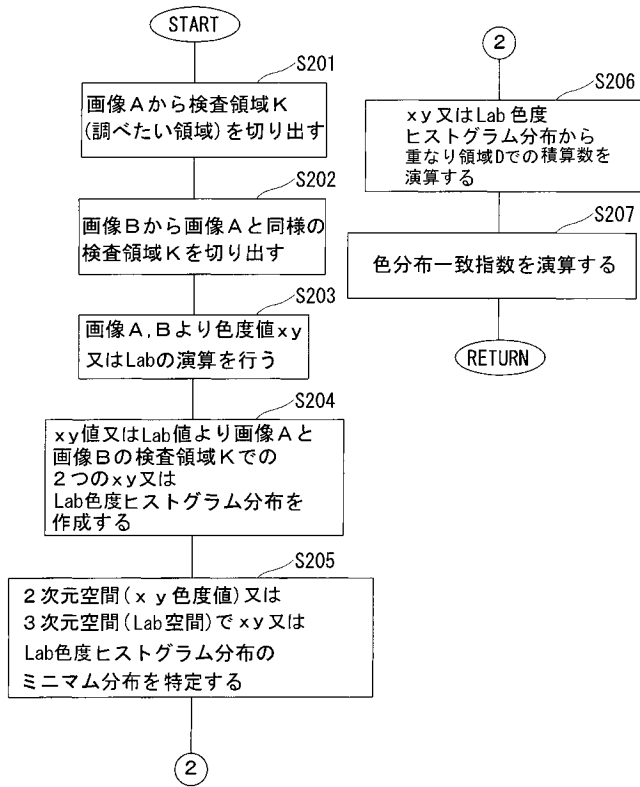 START
S201
画像Aから検査領域K
(調べたい領域)を切り出す
S202
画像Bから画像Aと同様の
検査領域Kを切り出す
S203
画像A,Bより色度値xy
又はLabの演算を行う
S204
xy値又はLab値より画像Aと
画像Bの検査領域Kでの
2つのxy又は
Lab色度ヒストグラム分布を
作成する
S205
2次元空間(xy色度値)又は
3次元空間(Lab空間)でxy又は
Lab色度ヒストグラム分布の
ミニマム分布を特定する
2
2
S206
xy又はLab色度
ヒストグラム分布から
重なり領域Dでの積算数を
演算する
S207
色分布一致指数を演算する
RETURN